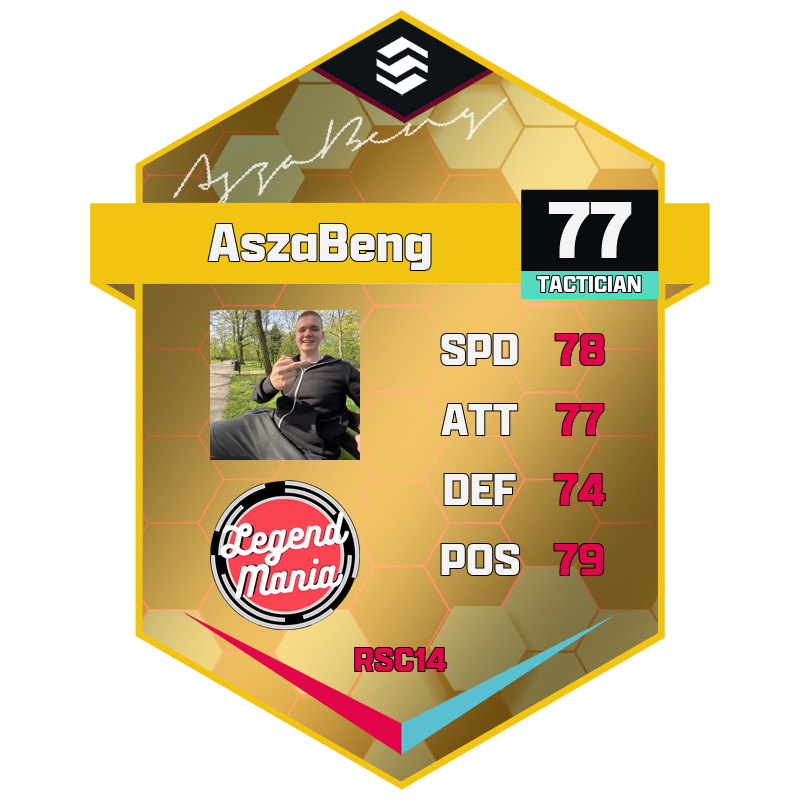 AszaBeng
AszaBeng
77
TACTICIAN
SPD 78
ATT 77
DEF 74
POS 79
Legend
Mania
RSC14